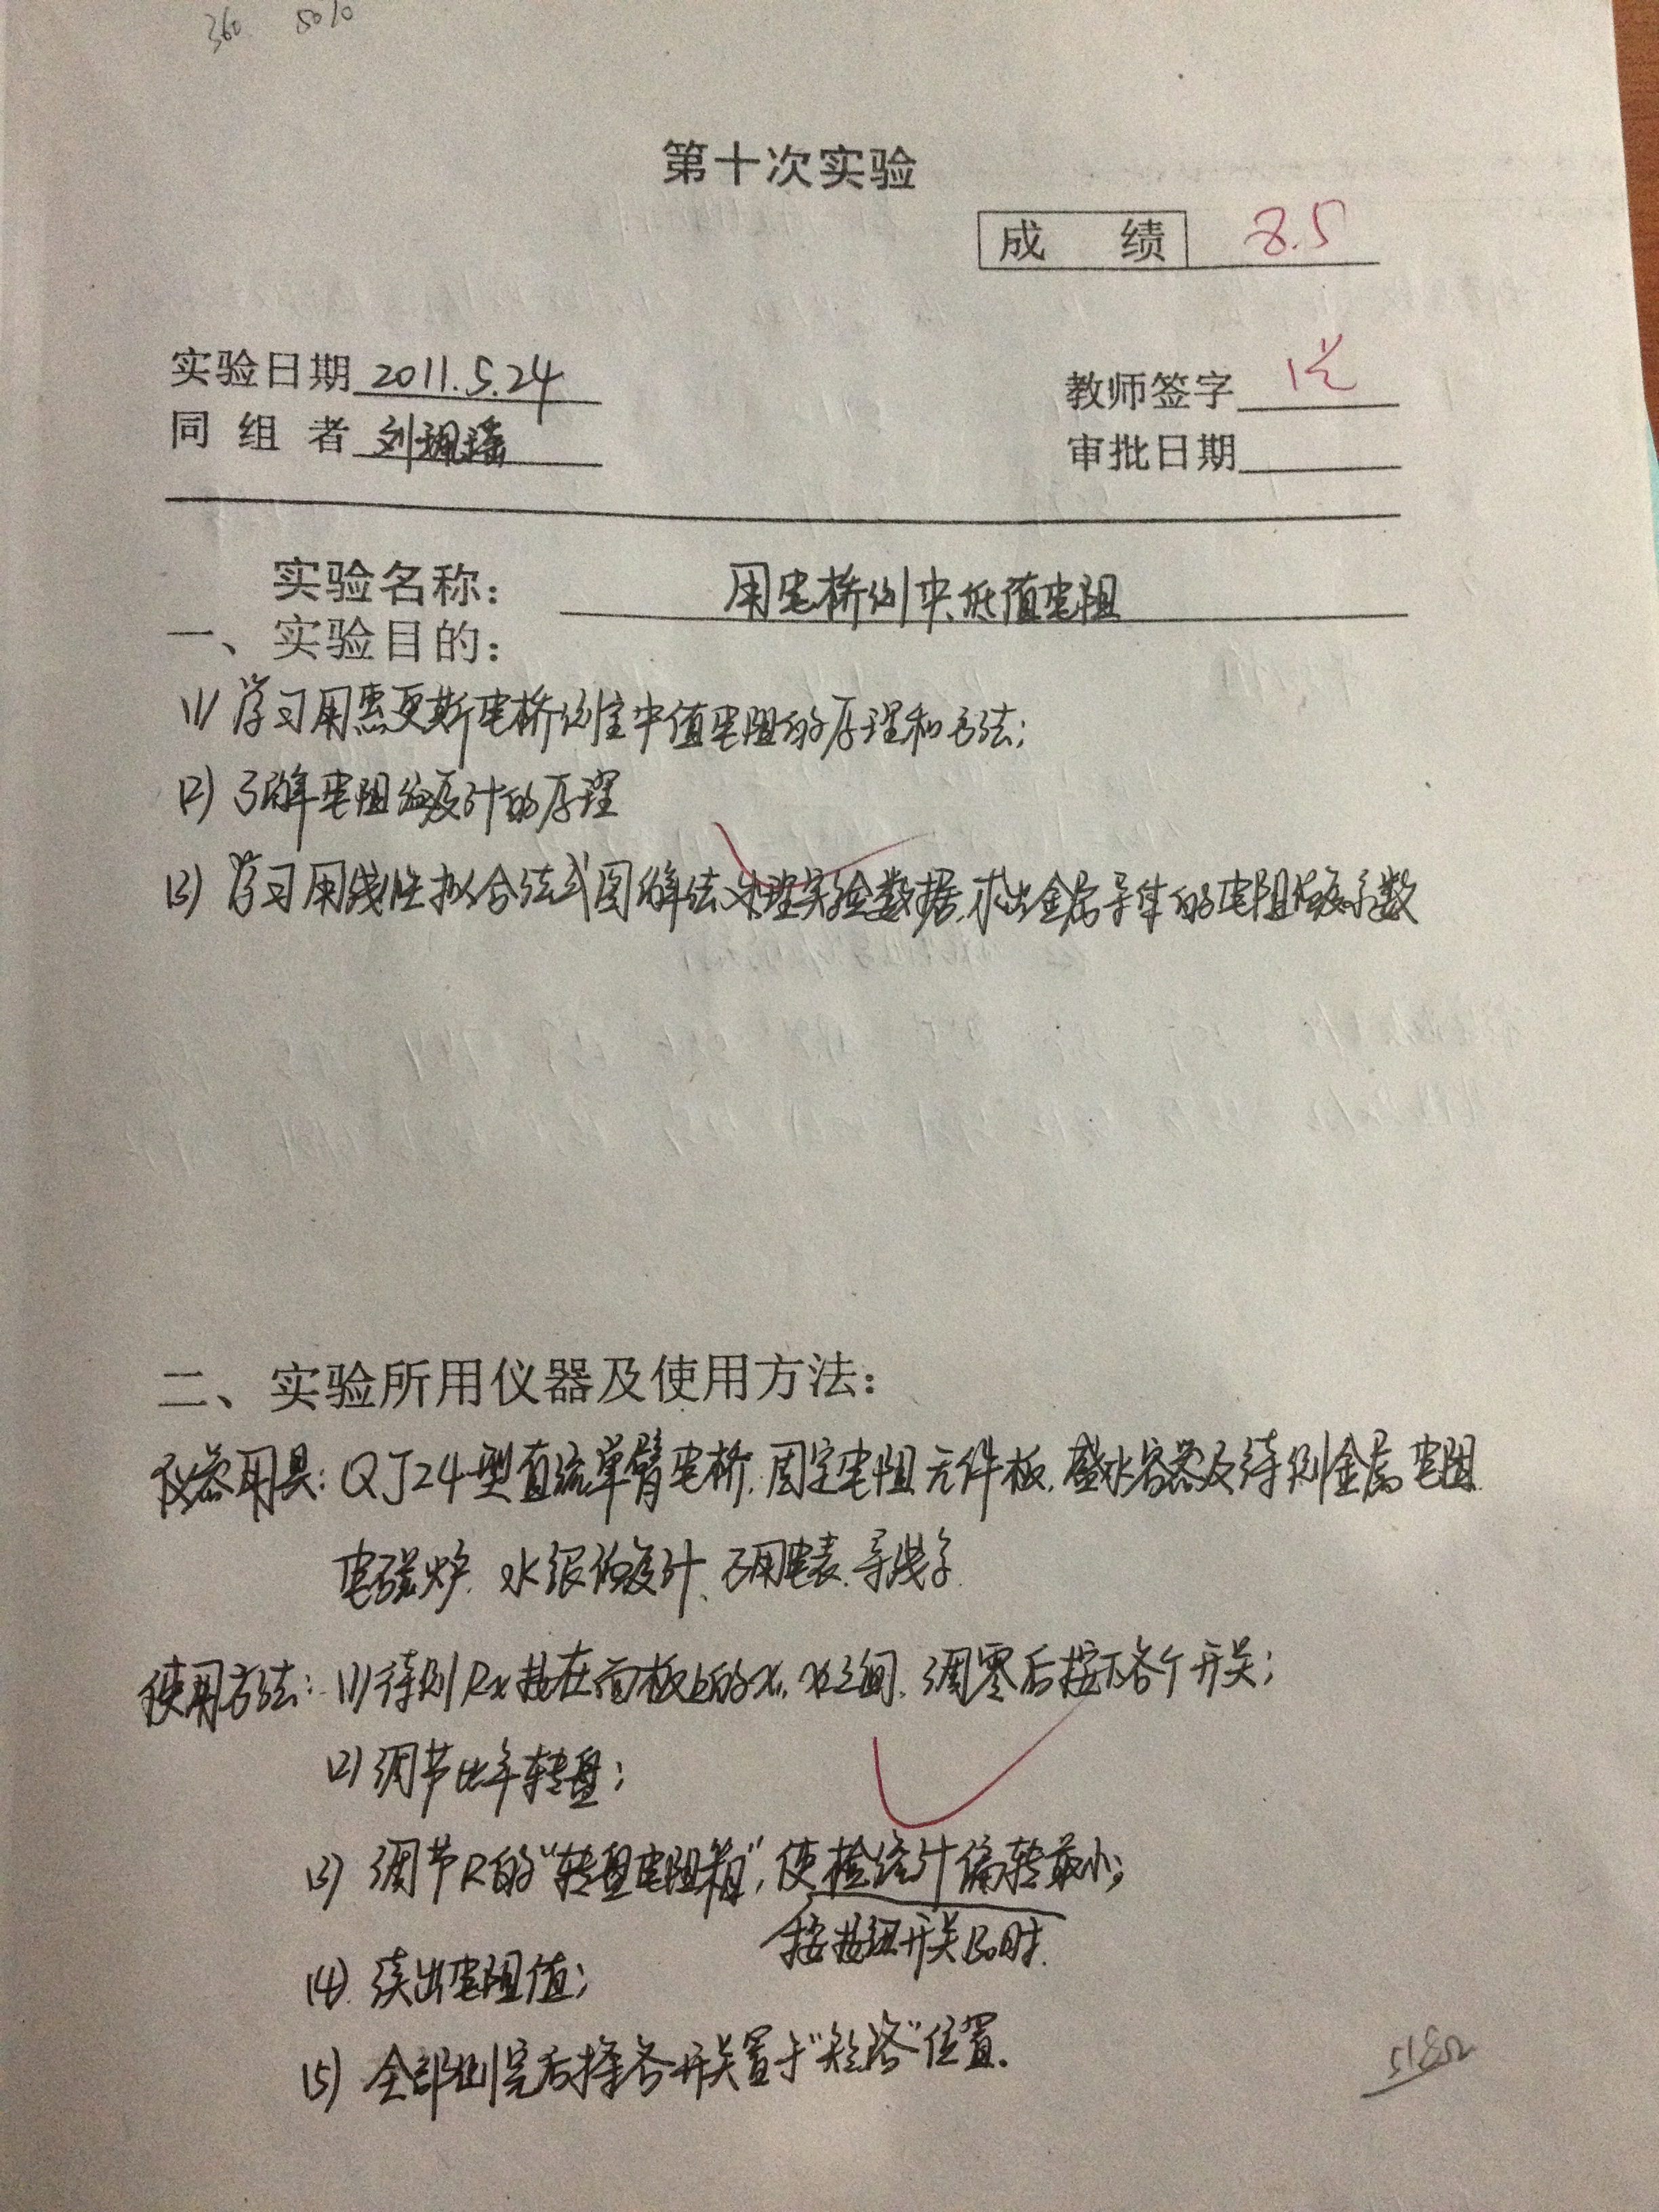 360 50%
第十次实验
成 绩 8.5
实验日期 2011.5.24
教师签字
同 组 者 刘珮瑶
审批日期
实验名称: 用电桥测中、低值电阻
一、实验目的:
(1) 学习用惠更斯电桥测定中值电阻的原理和方法;
(2) 了解电阻温度计的原理
(3) 学习用线性拟合法或图解法处理实验数据,求出金属导体的电阻温度系数
二、实验所用仪器及使用方法:
仪器用具: QJ24型直流单臂电桥、固定电阻元件板、盛水容器及待测金属电阻
电磁炉、水银温度计、万用电表、导线等.
使用方法: (1) 待测Rx接在面板上的x1、x2之间,调零后按下各个开关;
(2) 调节比率转盘;
(3) 调节R的“转盘电阻箱”,使检流计偏转最小;
按按钮开关B0时.
(4) 读出电阻值;
(5) 全部测完后择各开关置于“短路”位置.
518Ω